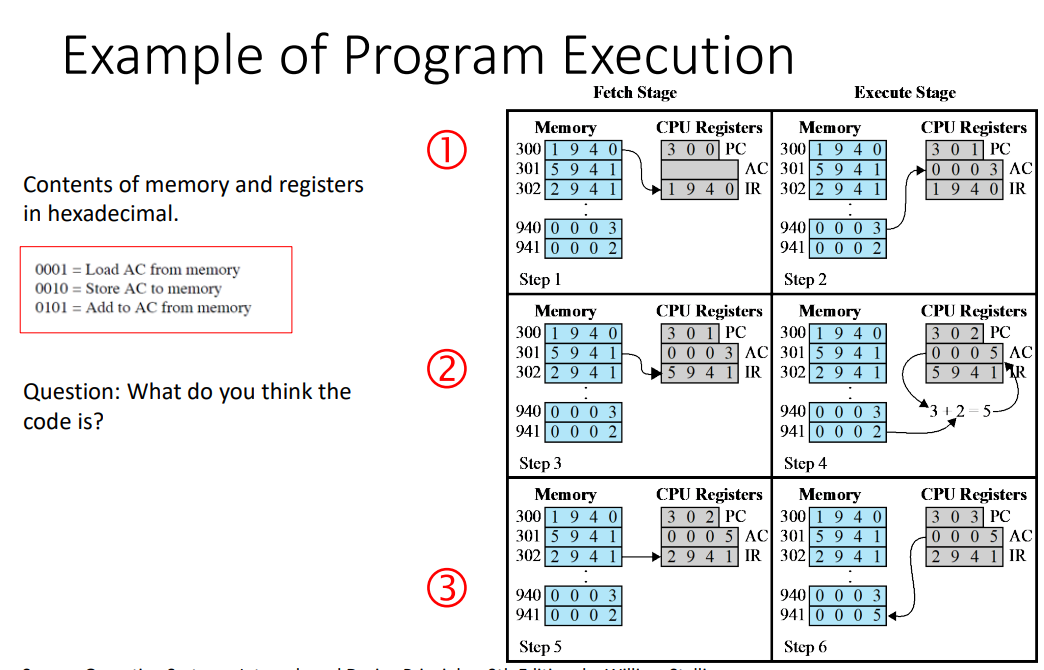 Example of Program Execution
Contents of memory and registers
in hexadecimal.
0001 = Load AC from memory
0010 = Store AC to memory
0101 = Add to AC from memory
Question: What do you think the
code is?
Fetch Stage Execute Stage
①
Memory CPU Registers
300 1 9 4 0 3 0 0 PC
301 5 9 4 1 AC
302 2 9 4 1 1 9 4 0 IR
940 0 0 0 3
941 0 0 0 2
Step 1
Memory CPU Registers
300 1 9 4 0 3 0 1 PC
301 5 9 4 1 0 0 0 3 AC
302 2 9 4 1 1 9 4 0 IR
940 0 0 0 3
941 0 0 0 2
Step 2
②
Memory CPU Registers
300 1 9 4 0 3 0 1 PC
301 5 9 4 1 0 0 0 3 AC
302 2 9 4 1 5 9 4 1 IR
940 0 0 0 3
941 0 0 0 2
Step 3
Memory CPU Registers
300 1 9 4 0 3 0 2 PC
301 5 9 4 1 0 0 0 5 AC
302 2 9 4 1 5 9 4 1 IR
940 0 0 0 3 3 + 2 = 5
941 0 0 0 2
Step 4
③
Memory CPU Registers
300 1 9 4 0 3 0 2 PC
301 5 9 4 1 0 0 0 5 AC
302 2 9 4 1 2 9 4 1 IR
940 0 0 0 3
941 0 0 0 2
Step 5
Memory CPU Registers
300 1 9 4 0 3 0 3 PC
301 5 9 4 1 0 0 0 5 AC
302 2 9 4 1 2 9 4 1 IR
940 0 0 0 3
941 0 0 0 5
Step 6